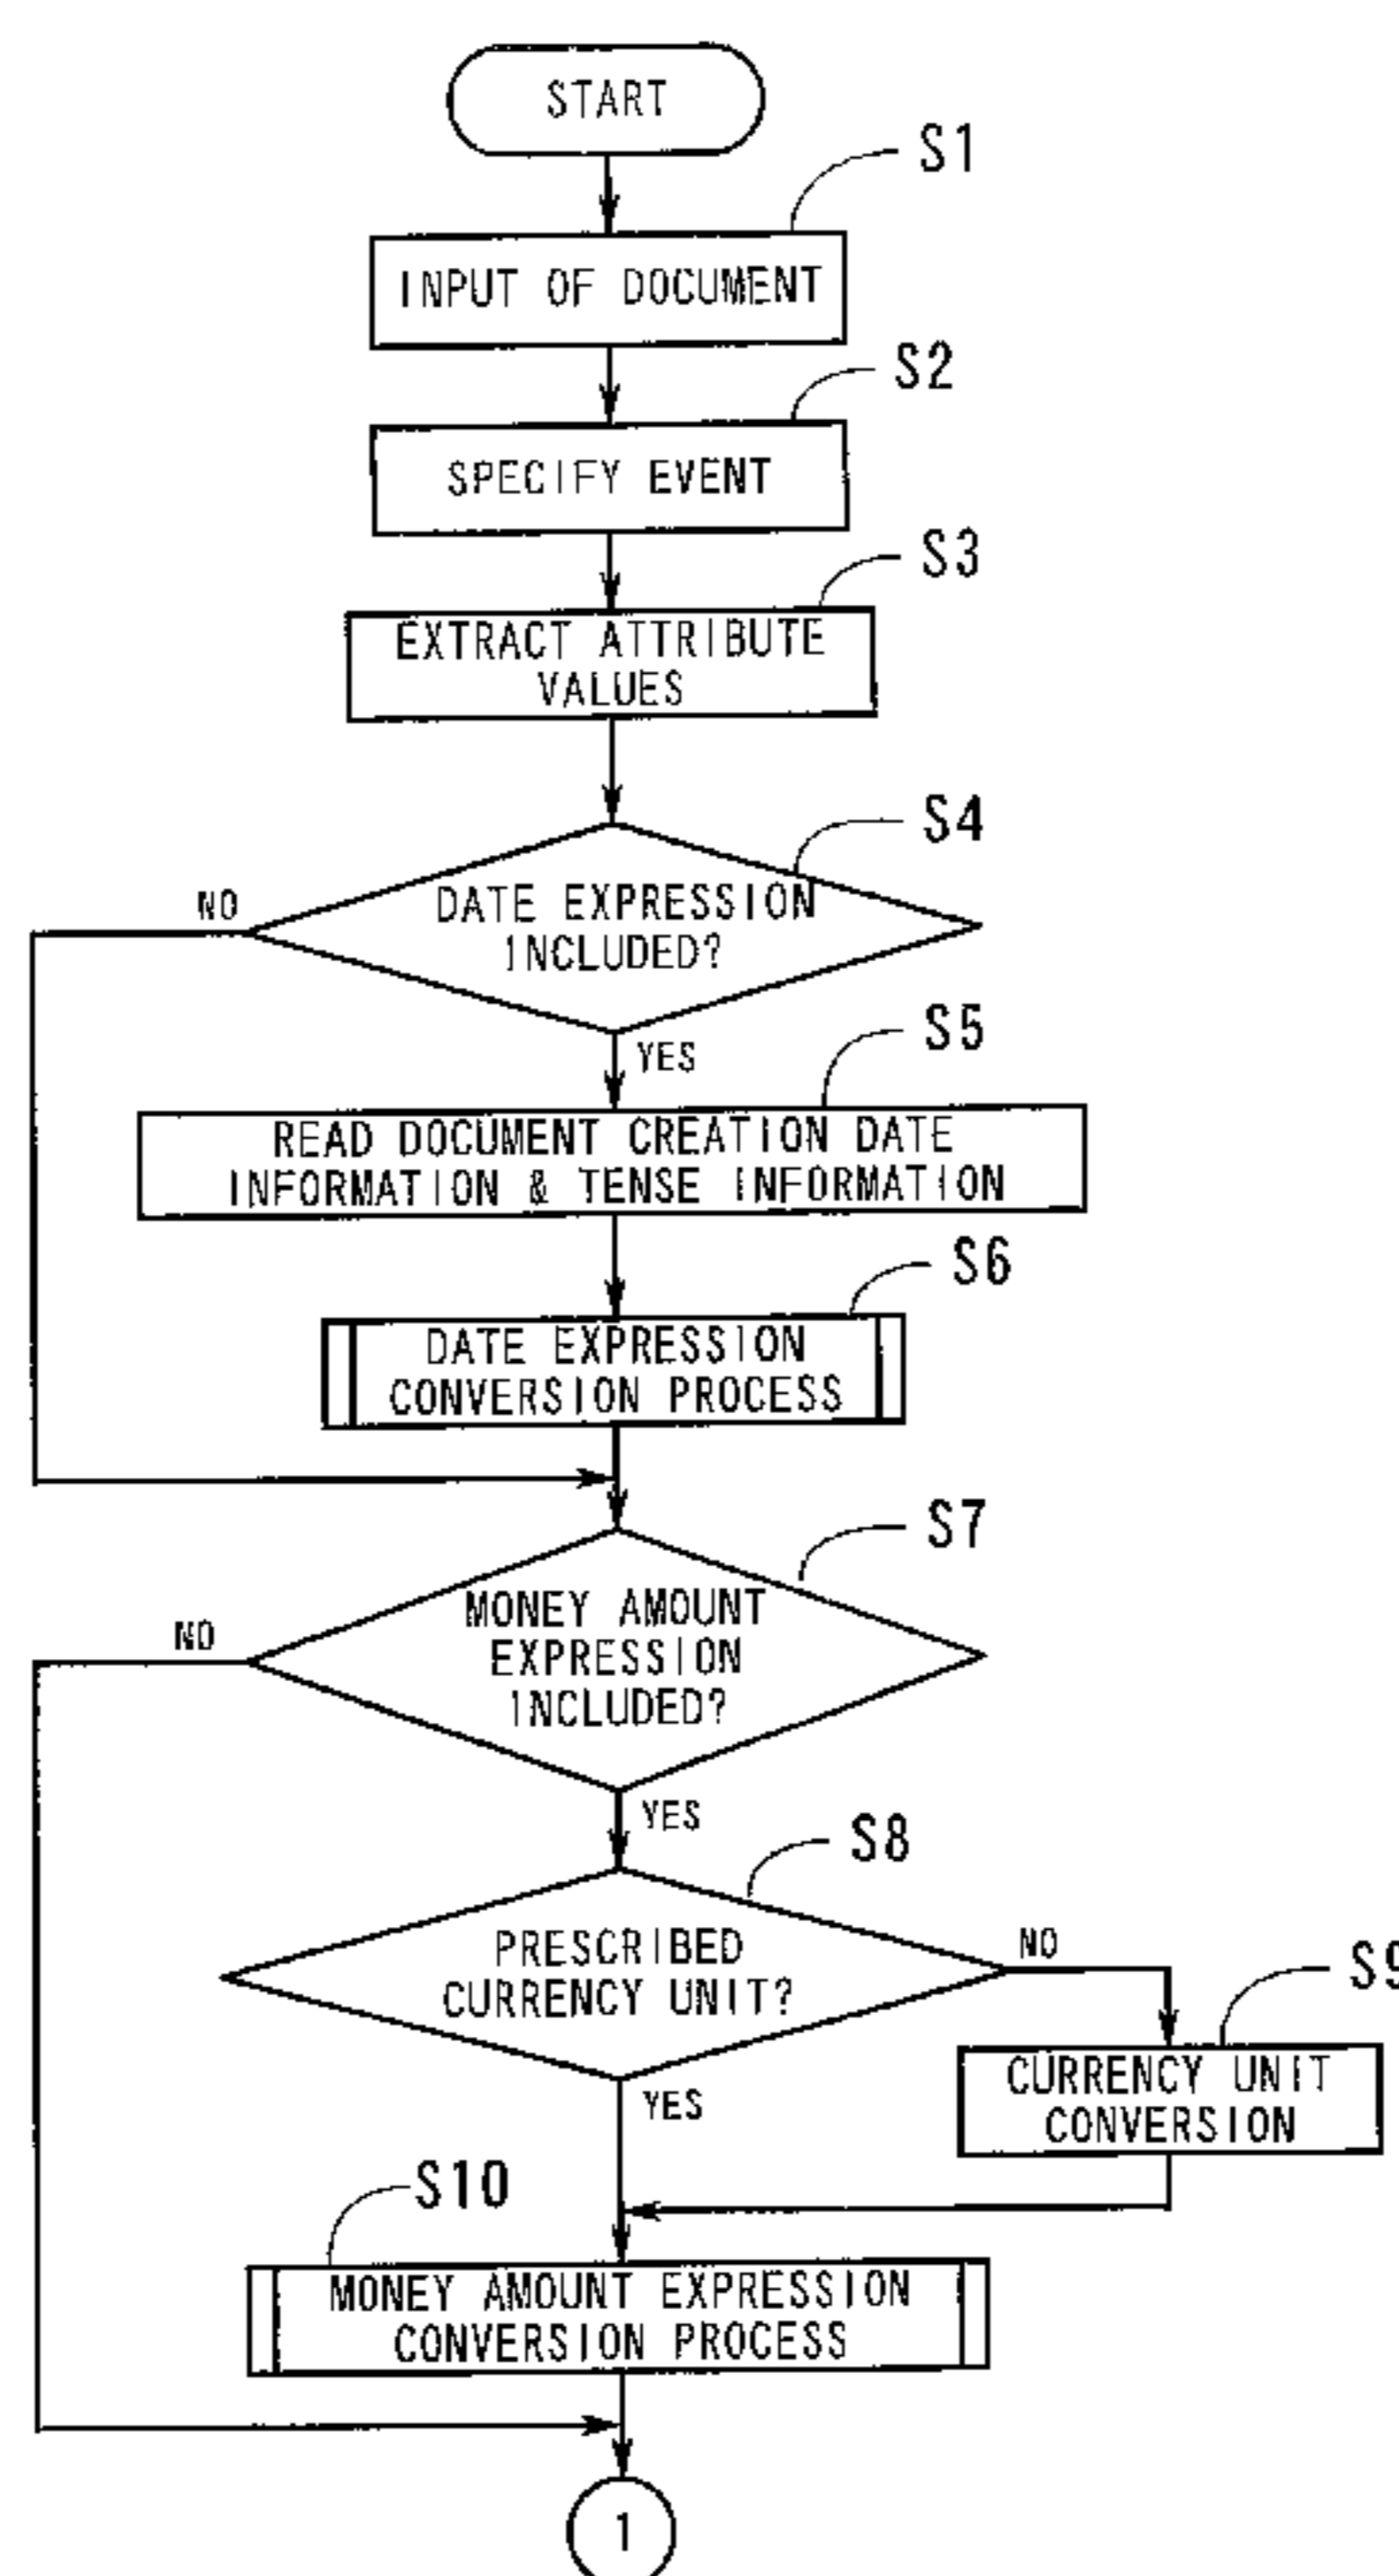 START
S1
INPUT OF DOCUMENT
S2
SPECIFY EVENT
S3
EXTRACT ATTRIBUTE
VALUES
S4
NO
DATE EXPRESSION
INCLUDED?
YES
S5
READ DOCUMENT CREATION DATE
INFORMATION & TENSE INFORMATION
S6
DATE EXPRESSION
CONVERSION PROCESS
S7
NO
MONEY AMOUNT
EXPRESSION
INCLUDED?
YES
S8
PRESCRIBED
CURRENCY UNIT?
NO
S9
YES
CURRENCY UNIT
CONVERSION
S10
MONEY AMOUNT EXPRESSION
CONVERSION PROCESS
1